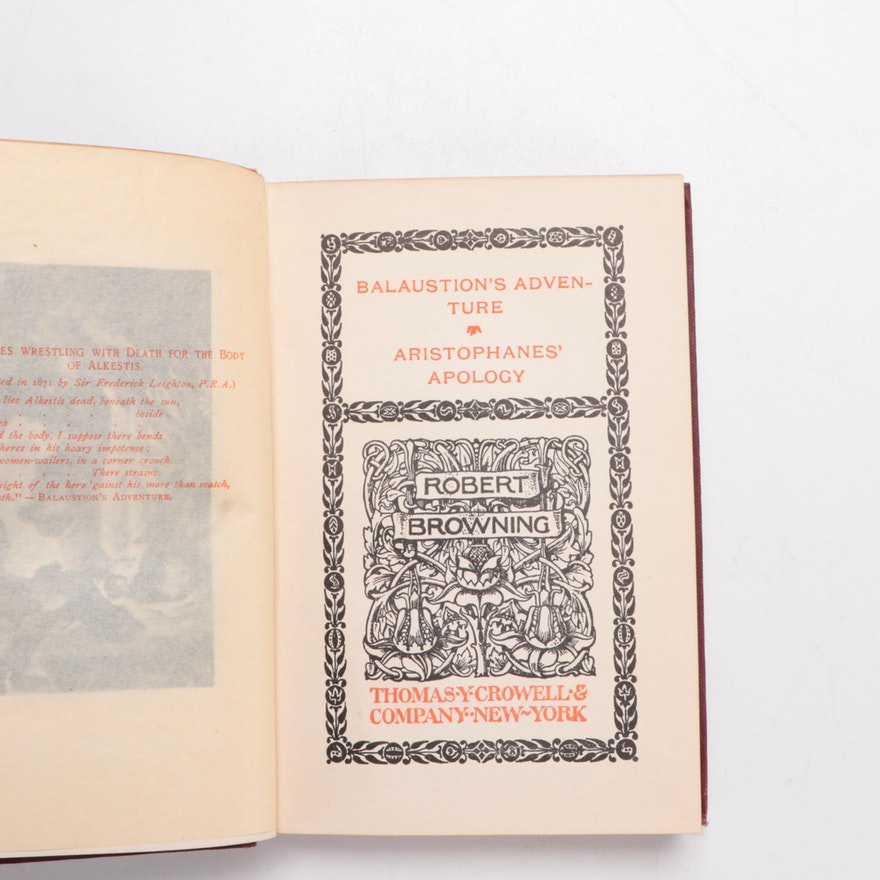 ES WRESTLING WITH DEATH FOR THE BODY
OF ALKESTIS.
ed in 1871 by Sir Frederick Leighton, P.R.A.)
lies Alkestis dead, beneath the sun,
. . . . . beside
. . . .
d the body, I suppose there bends
heres in his hoary impotence;
women-wailers, in a corner crouch.
. . . There strains
might of the hero 'gainst his more than match,
th." — BALAUSTION'S ADVENTURE.
BALAUSTION'S ADVEN-
TURE
ARISTOPHANES'
APOLOGY
ROBERT
BROWNING
THOMAS·Y·CROWELL·&
COMPANY··NEW~YORK